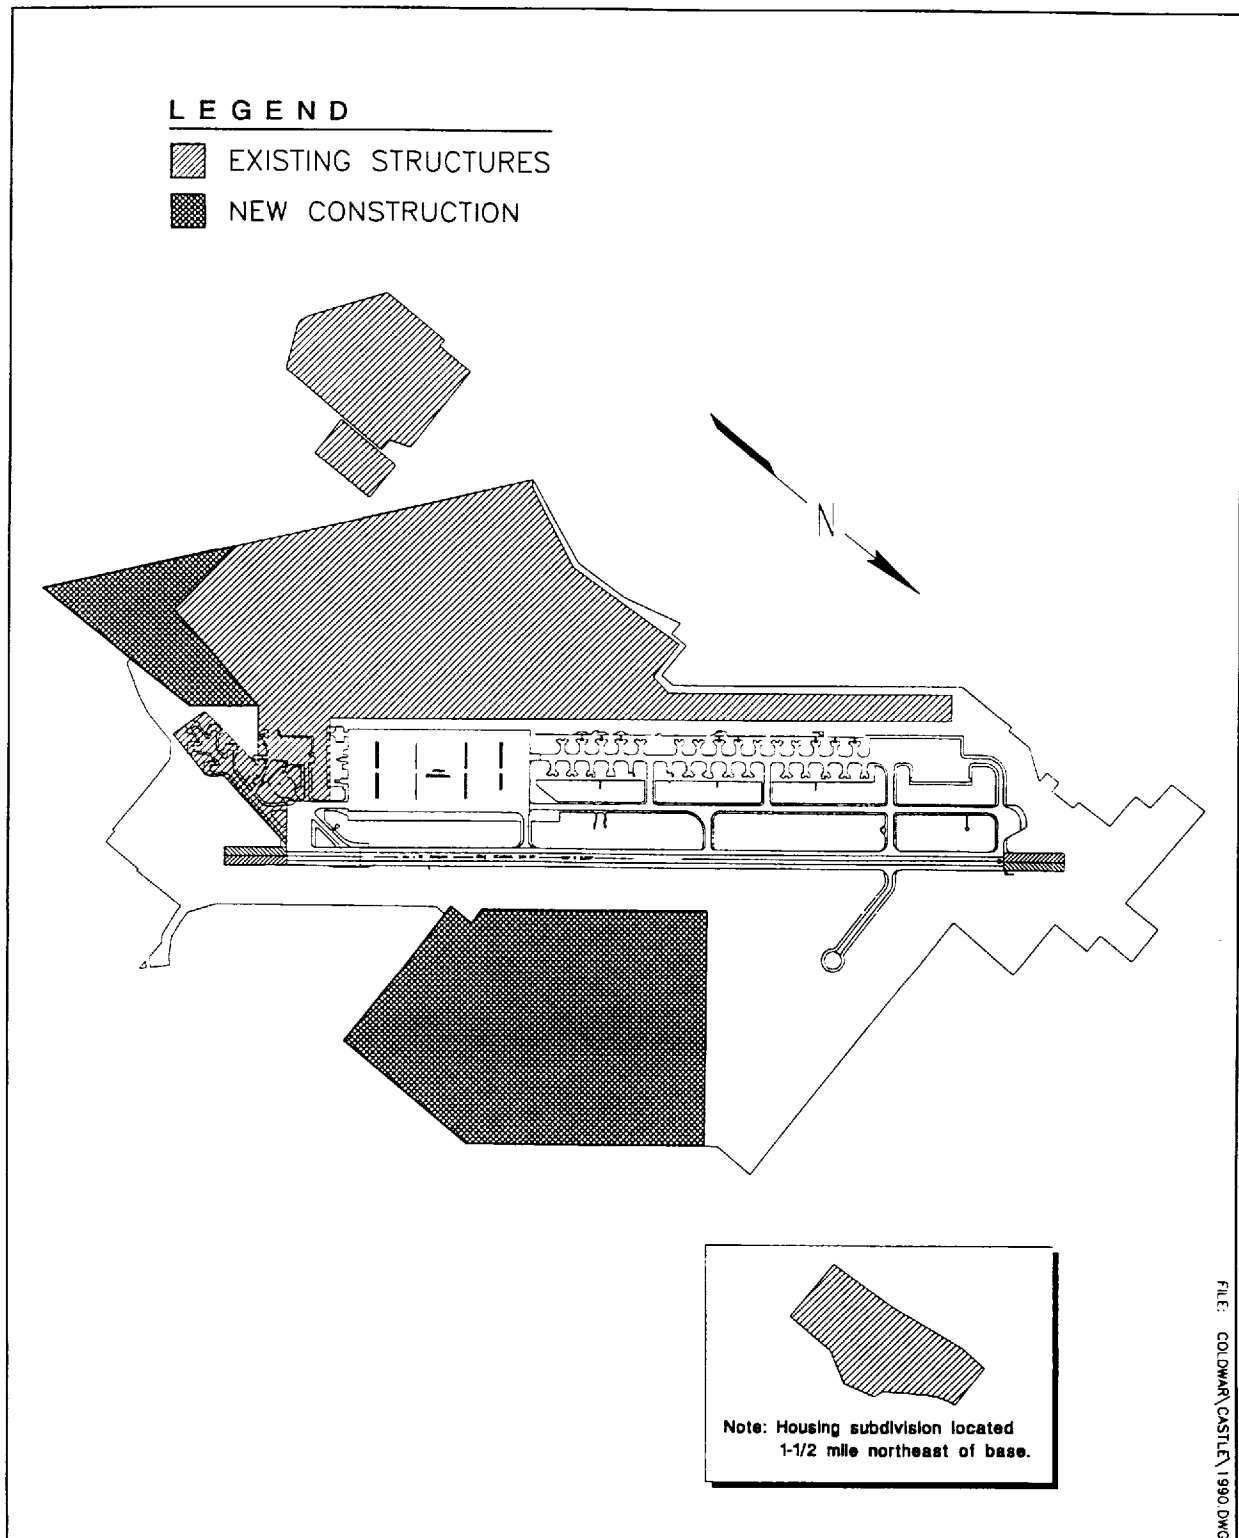 LEGEND
EXISTING STRUCTURES
NEW CONSTRUCTION
N
Note: Housing subdivision located
1-1/2 mile northeast of base.
FILE: COLDWAR\CASTLE\1990.DWG